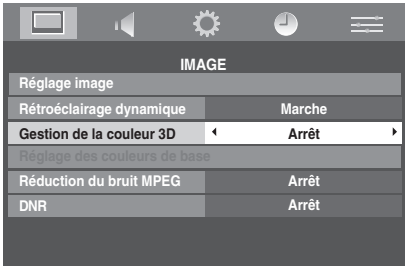 IMAGE
Réglage image
Rétroéclairage dynamique Marche
Gestion de la couleur 3D Arrêt
Réglage des couleurs de base
Réduction du bruit MPEG Arrêt
DNR Arrêt